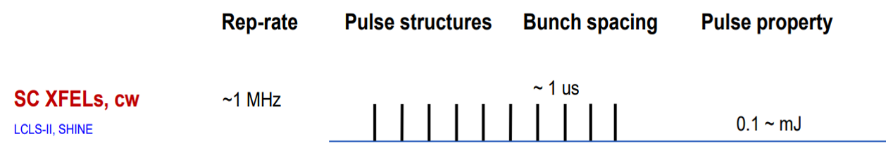 Rep-rate Pulse structures Bunch spacing Pulse property
~ 1 us
SC XFELs, cw ~1 MHz
0.1 ~ mJ
LCLS-II, SHINE